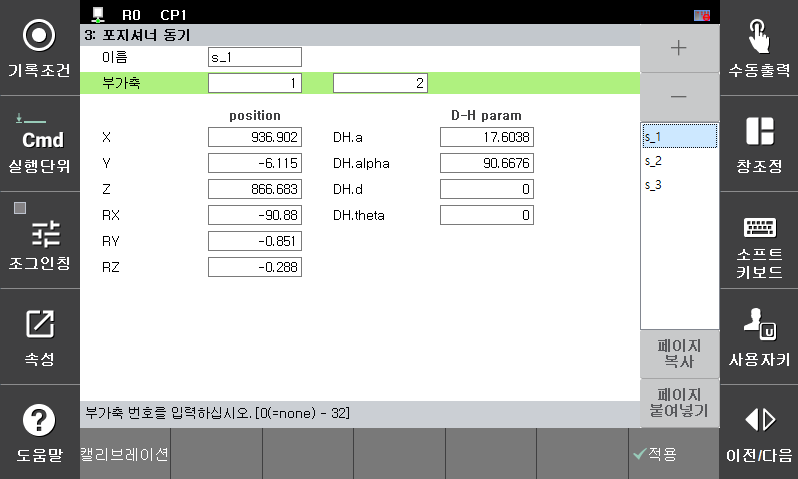 R0 CP1
3: 포지셔너 동기
기록조건
Cmd
실행단위
조그인칭
속성
도움말
이름 s_1
부가축 1 2
position D-H param
X 936.902 DH.a 17.6038
Y -6.115 DH.alpha 90.6676
Z 866.683 DH.d 0
RX -90.88 DH.theta 0
RY -0.851
RZ -0.288
부가축 번호를 입력하십시오.[0(=none) - 32]
+
-
s_1
s_2
s_3
페이지
복사
페이지
붙여넣기
수동출력
창조정
소프트
키보드
U
사용자키
이전/다음
캘리브레이션
적용